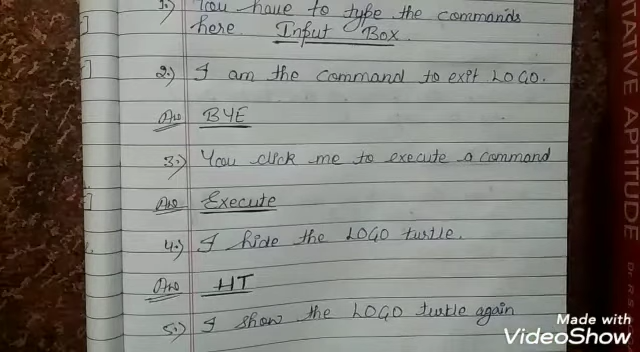 1.) You have to type the commands
here. Input Box.
2.) I am the command to exit LOGO.
Ans BYE
3.) You click me to execute a command
Ans Execute
4.) I hide the LOGO turtle.
Ans HT
5.) I show the LOGO turtle again
TATIVE APTITUDE
Dr. R.S
Made with
VideoShow